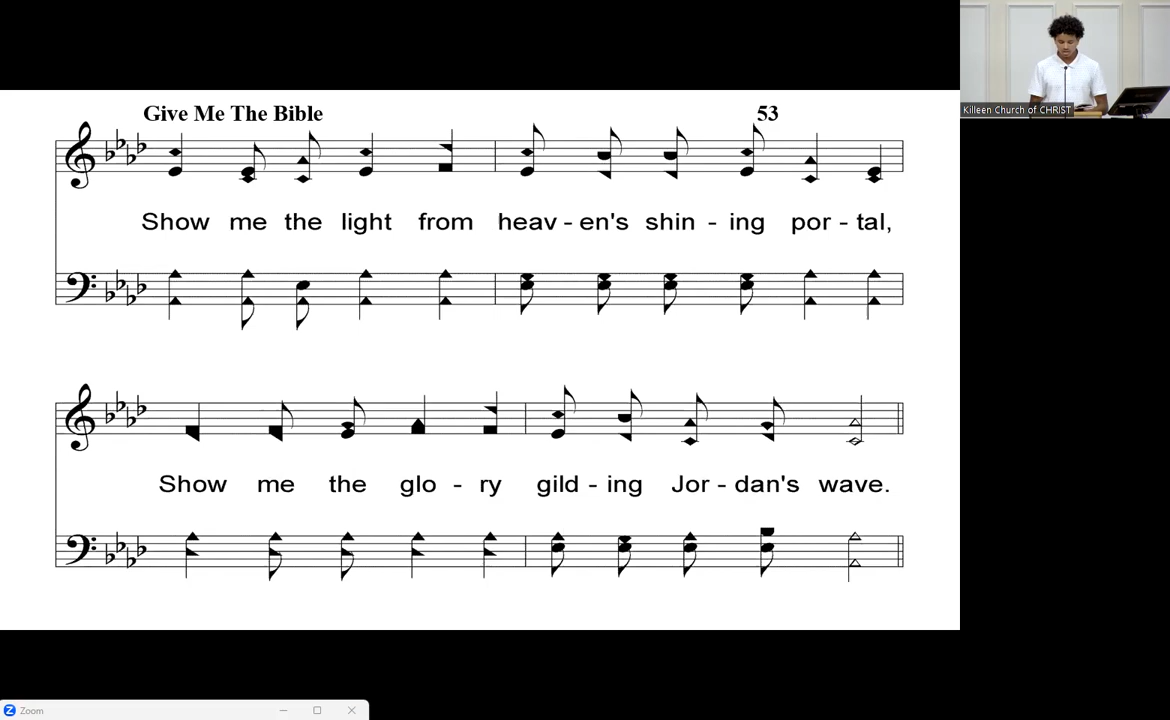 Give Me The Bible 53
Killeen Church of CHRIST
Show me the light from heav - en's shin - ing por - tal,
Show me the glo - ry gild - ing Jor - dan's wave.
Zoom